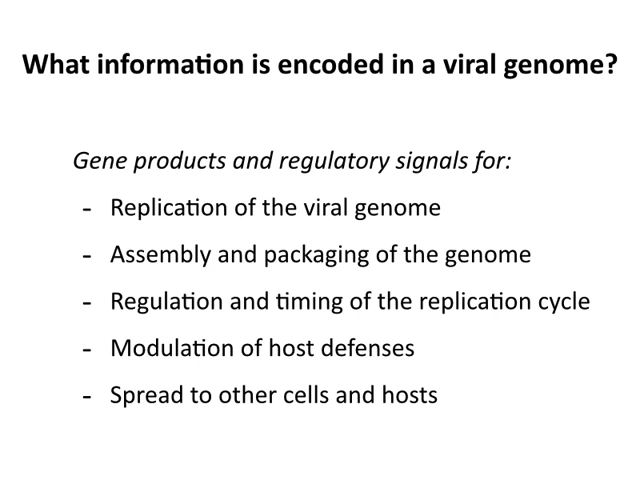 What information is encoded in a viral genome?
Gene products and regulatory signals for:
- Replication of the viral genome
- Assembly and packaging of the genome
- Regulation and timing of the replication cycle
- Modulation of host defenses
- Spread to other cells and hosts